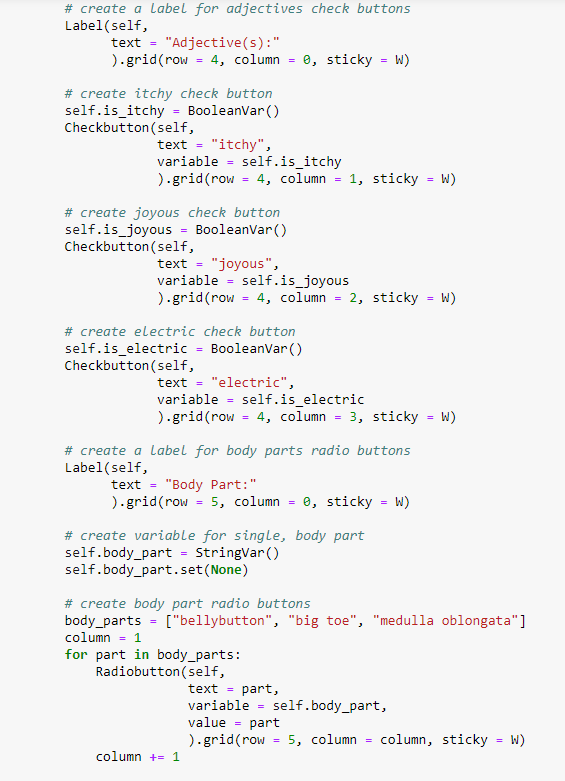 # create a label for adjectives check buttons
Label(self,
      text = "Adjective(s):"
      ).grid(row = 4, column = 0, sticky = W)

# create itchy check button
self.is_itchy = BooleanVar()
Checkbutton(self,
            text = "itchy",
            variable = self.is_itchy
            ).grid(row = 4, column = 1, sticky = W)

# create joyous check button
self.is_joyous = BooleanVar()
Checkbutton(self,
            text = "joyous",
            variable = self.is_joyous
            ).grid(row = 4, column = 2, sticky = W)

# create electric check button
self.is_electric = BooleanVar()
Checkbutton(self,
            text = "electric",
            variable = self.is_electric
            ).grid(row = 4, column = 3, sticky = W)

# create a label for body parts radio buttons
Label(self,
      text = "Body Part:"
      ).grid(row = 5, column = 0, sticky = W)

# create variable for single, body part
self.body_part = StringVar()
self.body_part.set(None)

# create body part radio buttons
body_parts = ["bellybutton", "big toe", "medulla oblongata"]
column = 1
for part in body_parts:
    Radiobutton(self,
                text = part,
                variable = self.body_part,
                value = part
                ).grid(row = 5, column = column, sticky = W)
    column += 1